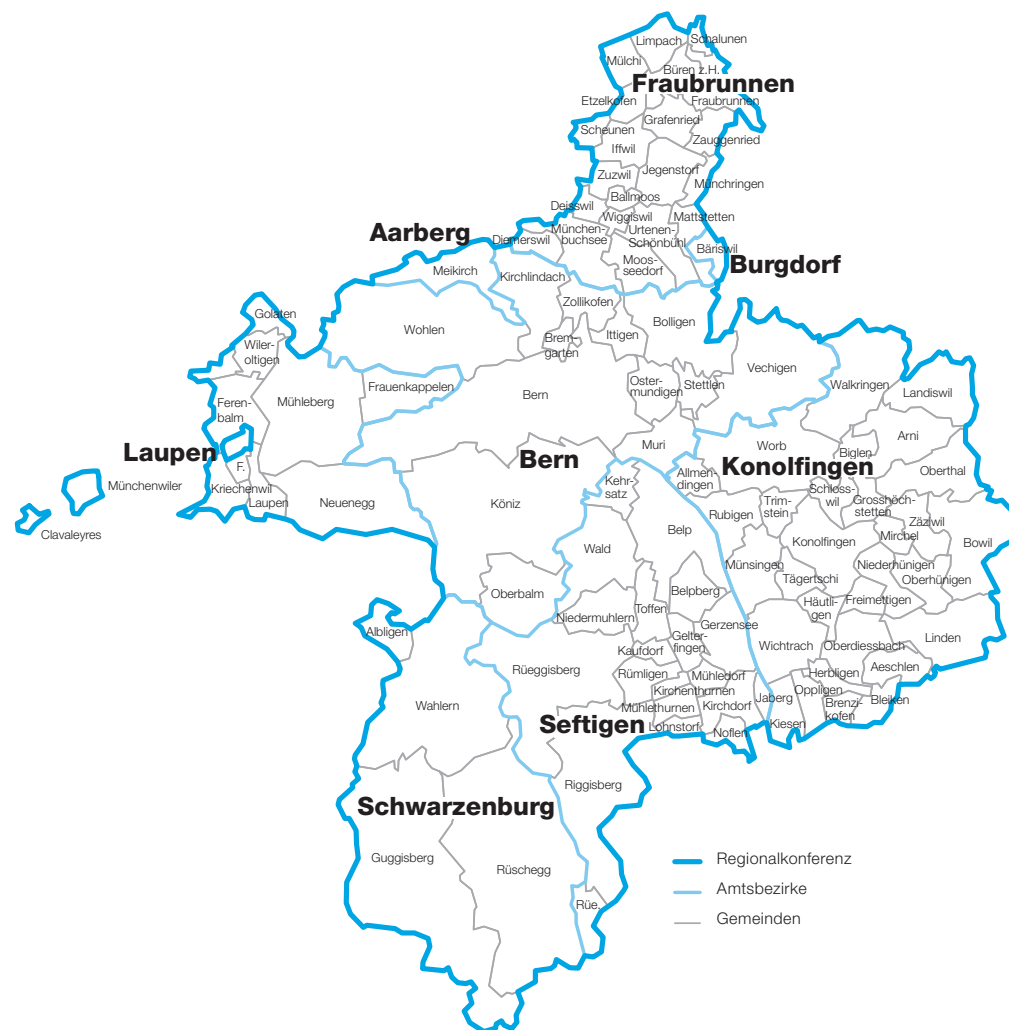 Limpach
Schalunen
Mülchi
Büren z.H.
Fraubrunnen
Etzelkofen
Fraubrunnen
Grafenried
Scheunen
Zauggenried
Iffwil
Zuzwil
Jegenstorf
Münchringen
Ballmoos
Deisswil
Wiggiswil
Mattstetten
München-
buchsee
Urtenen-
Schönbühl
Diemerswil
Aarberg
Bäriswil
Moos-
seedorf
Burgdorf
Meikirch
Kirchlindach
Zollikofen
Golaten
Bolligen
Wohlen
Ittigen
Brem-
garten
Wiler-
oltigen
Vechigen
Walkringen
Frauenkappelen
Bern
Oster-
mundigen
Stettlen
Landiswil
Feren-
balm
Mühleberg
Arni
Muri
Worb
Biglen
Laupen
Bern
Konolfingen
F.
Oberthal
Allmen-
dingen
Kehr-
satz
Münchenwiler
Kriechenwil
Laupen
Neuenegg
Köniz
Schloss-
wil
Grosshöch-
stetten
Trim-
stein
Rubigen
Zäziwil
Clavaleyres
Belp
Konolfingen
Mirchel
Bowil
Wald
Münsingen
Niederhünigen
Tägertschi
Oberhünigen
Oberbalm
Belpberg
Häutli-
gen
Freimettigen
Niedermuhlern
Toffen
Gerzensee
Albligen
Gelter-
fingen
Wichtrach
Oberdiessbach
Linden
Kaufdorf
Rüeggisberg
Rümligen
Mühledorf
Herbligen
Aeschlen
Kirchenthurnen
Jaberg
Oppligen
Bleiken
Wahlern
Mühlethurnen
Kirchdorf
Brenzi-
kofen
Seftigen
Lohnstorf
Noflen
Kiesen
Riggisberg
Schwarzenburg
Guggisberg
Rüschegg
Rüe.
Regionalkonferenz
Amtsbezirke
Gemeinden